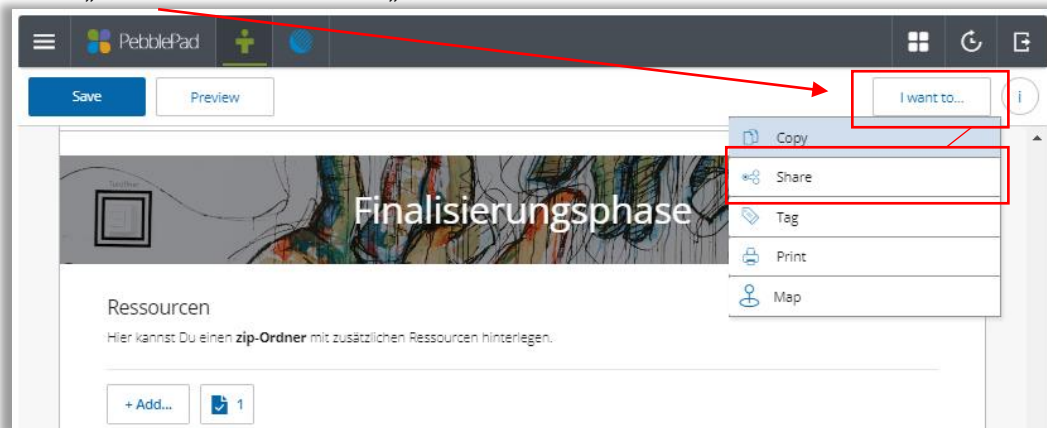 PebblePad
Save
Preview
I want to...
i
Copy
Share
Tag
Print
Map
Finalisierungsphase
Ressourcen
Hier kannst Du einen zip-Ordner mit zusätzlichen Ressourcen hinterlegen.
+ Add...
1